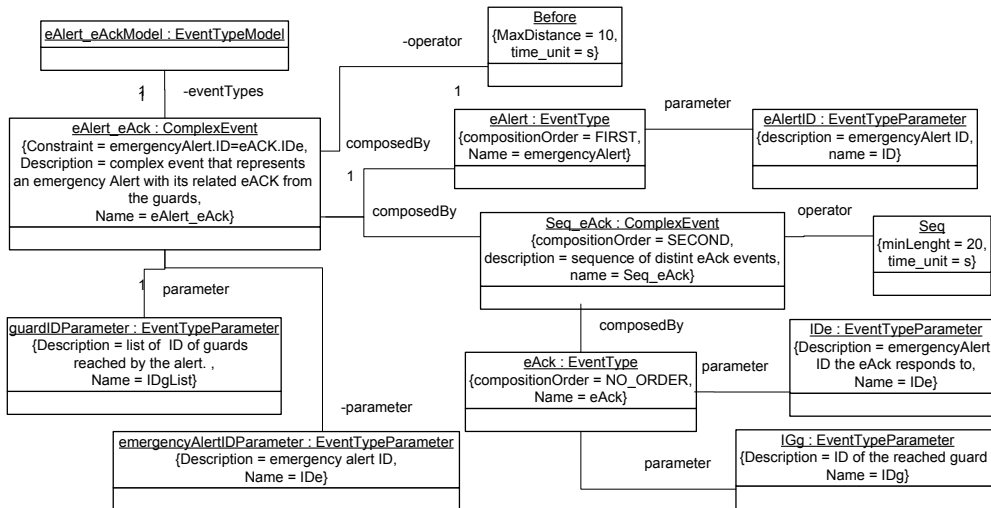 eAlert_eAckModel : EventTypeModel
Before
{MaxDistance = 10,
time_unit = s}
-operator
1
1
-eventTypes
1
eAlert_eAck : ComplexEvent
{Constraint = emergencyAlert.ID=eACK.IDe,
Description = complex event that represents
an emergency Alert with its related eACK from
the guards,
Name = eAlert_eAck}
composedBy
1
eAlert : EventType
{compositionOrder = FIRST,
Name = emergencyAlert}
parameter
eAlertID : EventTypeParameter
{description = emergencyAlert ID,
name = ID}
composedBy
Seq_eAck : ComplexEvent
{compositionOrder = SECOND,
description = sequence of distint eAck events,
name = Seq_eAck}
operator
Seq
{minLenght = 20,
time_unit = s}
1
parameter
guardIDParameter : EventTypeParameter
{Description = list of ID of guards
reached by the alert. ,
Name = IDgList}
composedBy
eAck : EventType
{compositionOrder = NO_ORDER,
Name = eAck}
parameter
IDe : EventTypeParameter
{Description = emergencyAlert
ID the eAck responds to,
Name = IDe}
-parameter
emergencyAlertIDParameter : EventTypeParameter
{Description = emergency alert ID,
Name = IDe}
parameter
IGg : EventTypeParameter
{Description = ID of the reached guard
Name = IDg}